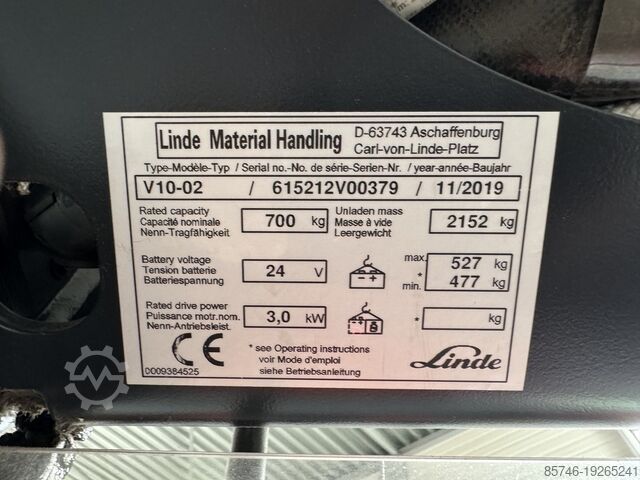 Linde Material Handling
D-63743 Aschaffenburg
Carl-von-Linde-Platz
Type-Modèle-Typ / Serial no.-No. de série-Serien-Nr. / year-année-Baujahr
V10-02 / 615212V00379 / 11/2019
Rated capacity
Capacité nominale
Nenn-Tragfähigkeit
700 kg
Unladen mass
Masse à vide
Leergewicht
2152 kg
Battery voltage
Tension batterie
Batteriespannung
24 V
- +
max. 527 kg
*
min. 477 kg
Rated drive power
Puissance motr.nom.
Nenn-Antriebsleist.
3,0 kW
* kg
CE
0009384525
* see Operating instructions
voir Mode d'emploi
siehe Betriebsanleitung
Linde
85746-19265241